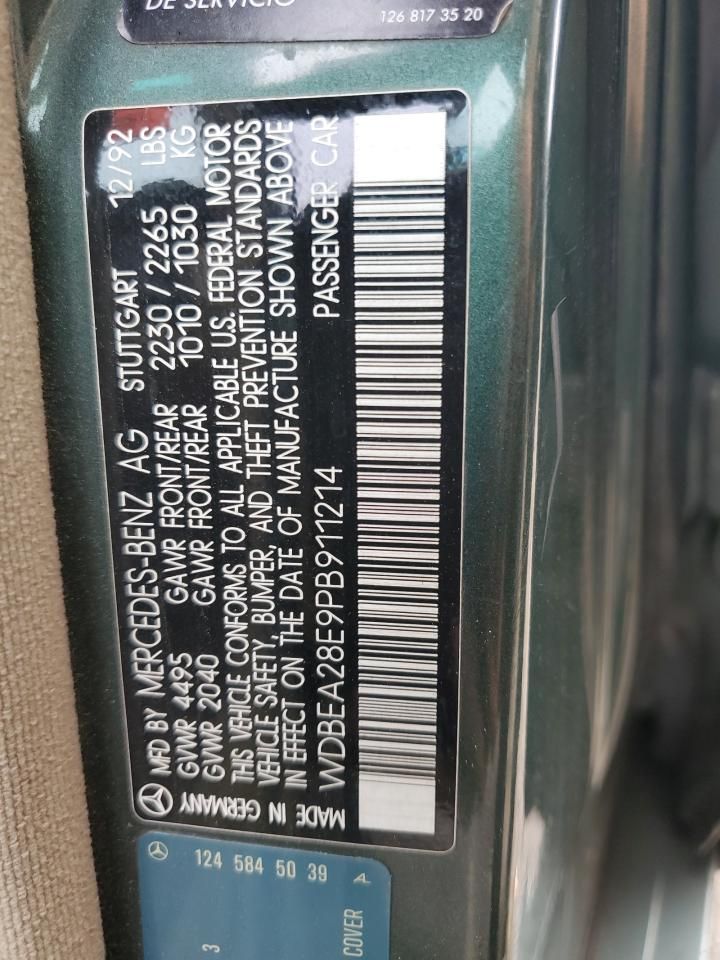 DE SERVICIO
126 817 35 20
MFD BY MERCEDES-BENZ AG STUTTGART 12/92
GVWR 4495 GAWR FRONT/REAR 2230 / 2265 LBS
GVWR 2040 GAWR FRONT/REAR 1010 / 1030 KG
THIS VEHICLE CONFORMS TO ALL APPLICABLE U.S. FEDERAL MOTOR
VEHICLE SAFETY, BUMPER, AND THEFT PREVENTION STANDARDS
IN EFFECT ON THE DATE OF MANUFACTURE SHOWN ABOVE
WDBEA28E9PB911214 PASSENGER CAR
MADE IN GERMANY
124 584 50 39 A
3
COVER